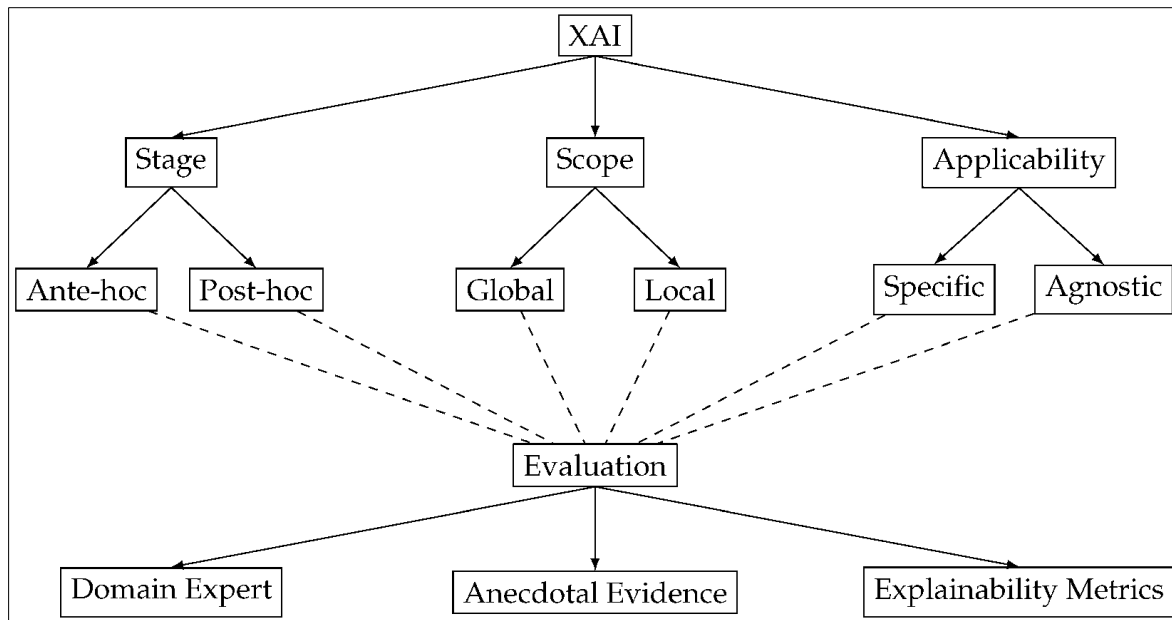 XAI
Stage
Scope
Applicability
Ante-hoc
Post-hoc
Global
Local
Specific
Agnostic
Evaluation
Domain Expert
Anecdotal Evidence
Explainability Metrics